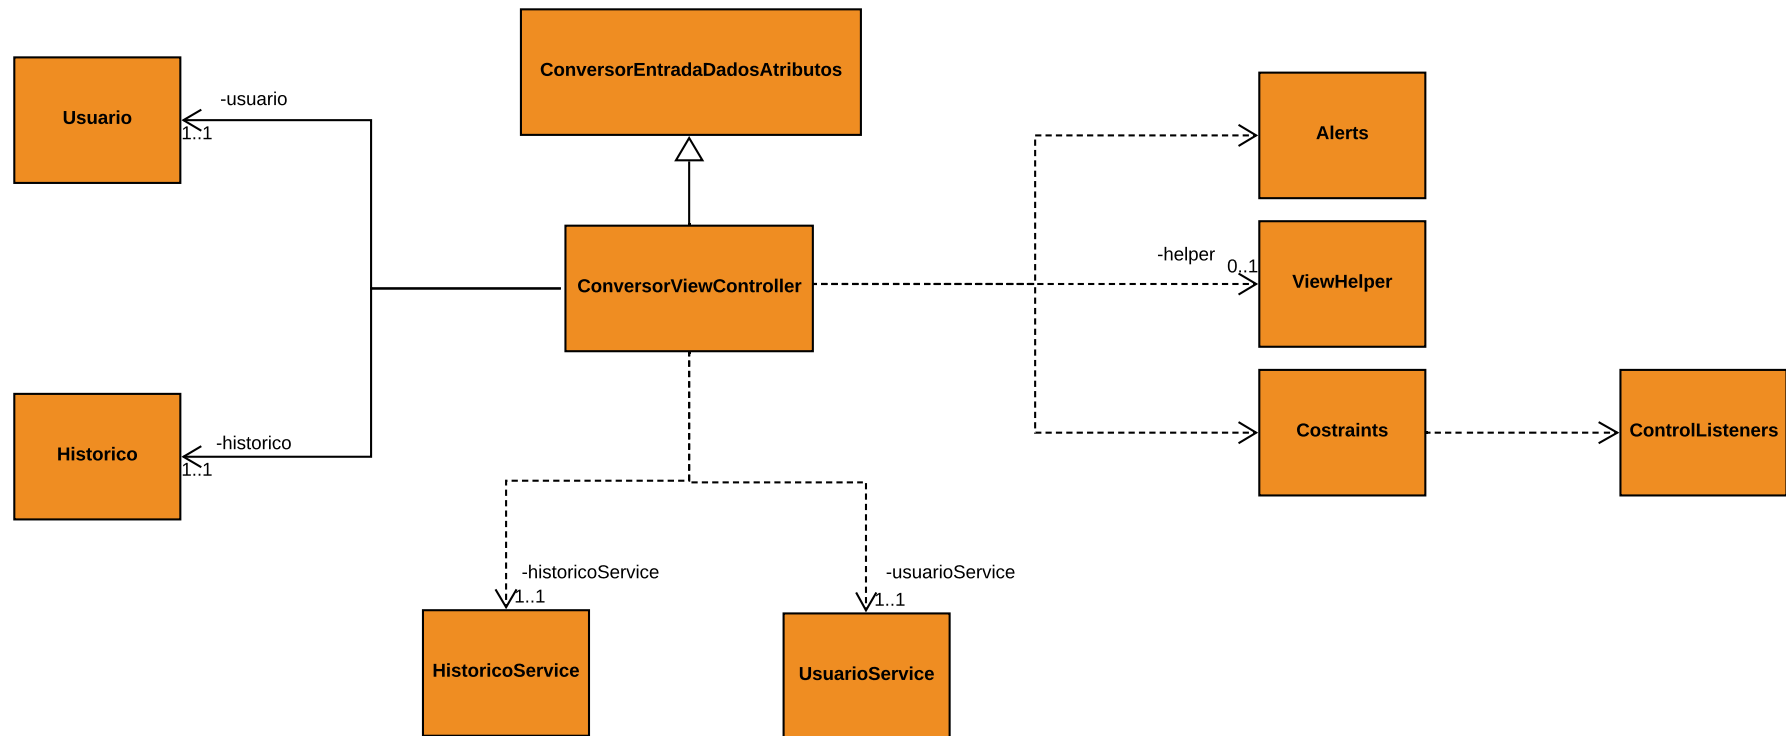 ConversorEntradaDadosAtributos
Usuario
-usuario
1..1
Alerts
ConversorViewController
-helper
0..1
ViewHelper
Historico
-historico
1..1
Costraints
ControlListeners
-historicoService
1..1
-usuarioService
1..1
HistoricoService
UsuarioService